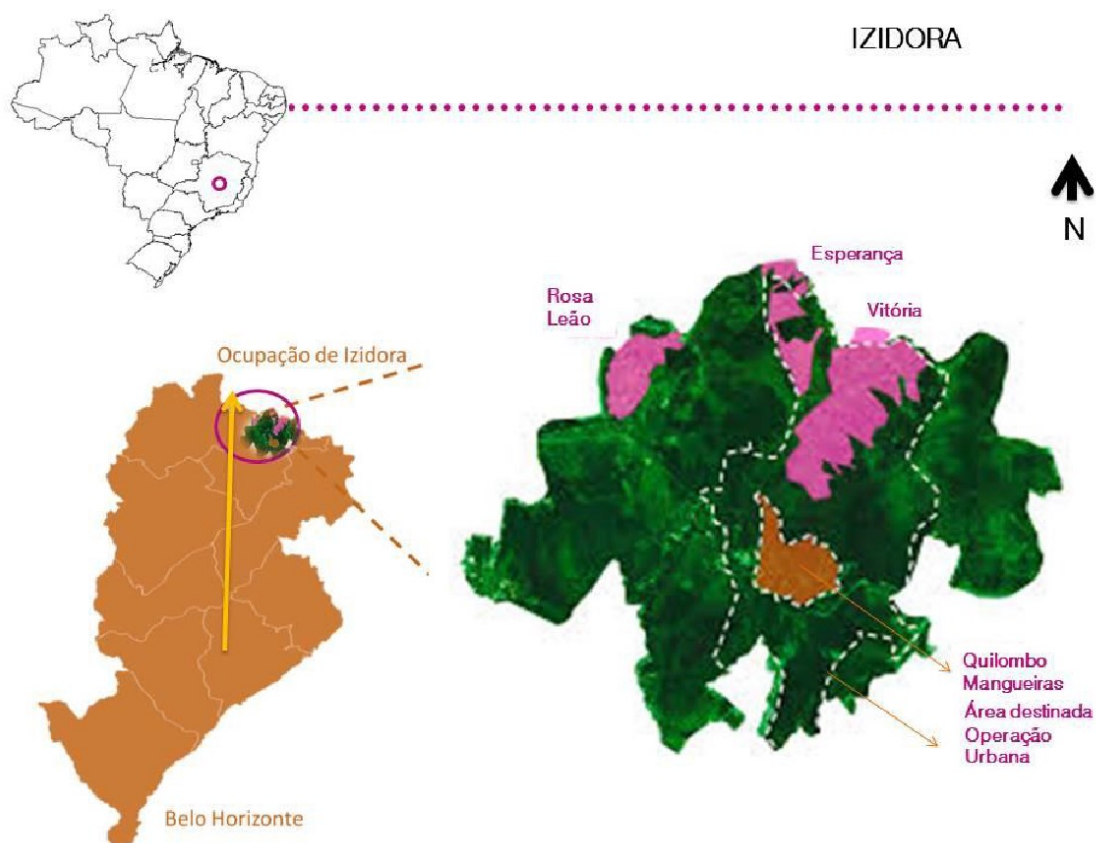 IZIDORA
N
Esperança
Rosa
Leão
Vitória
Ocupação de Izidora
Quilombo
Mangueiras
Área destinada
Operação
Urbana
Belo Horizonte